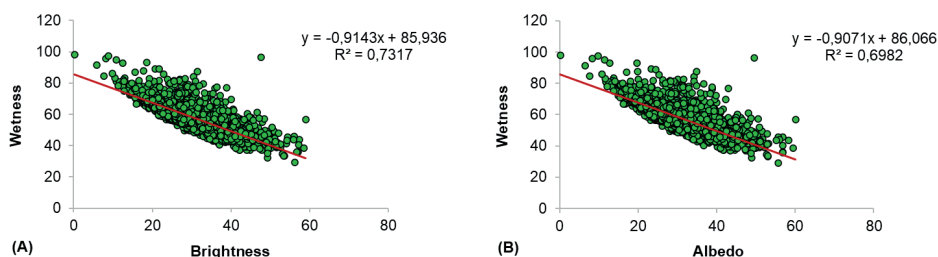 120
100
80
60
40
20
0
Wetness
y = -0,9143x + 85,936
R² = 0,7317
0 20 40 60 80
(A) Brightness
120
100
80
60
40
20
0
Wetness
y = -0,9071x + 86,066
R² = 0,6982
0 20 40 60 80
(B) Albedo